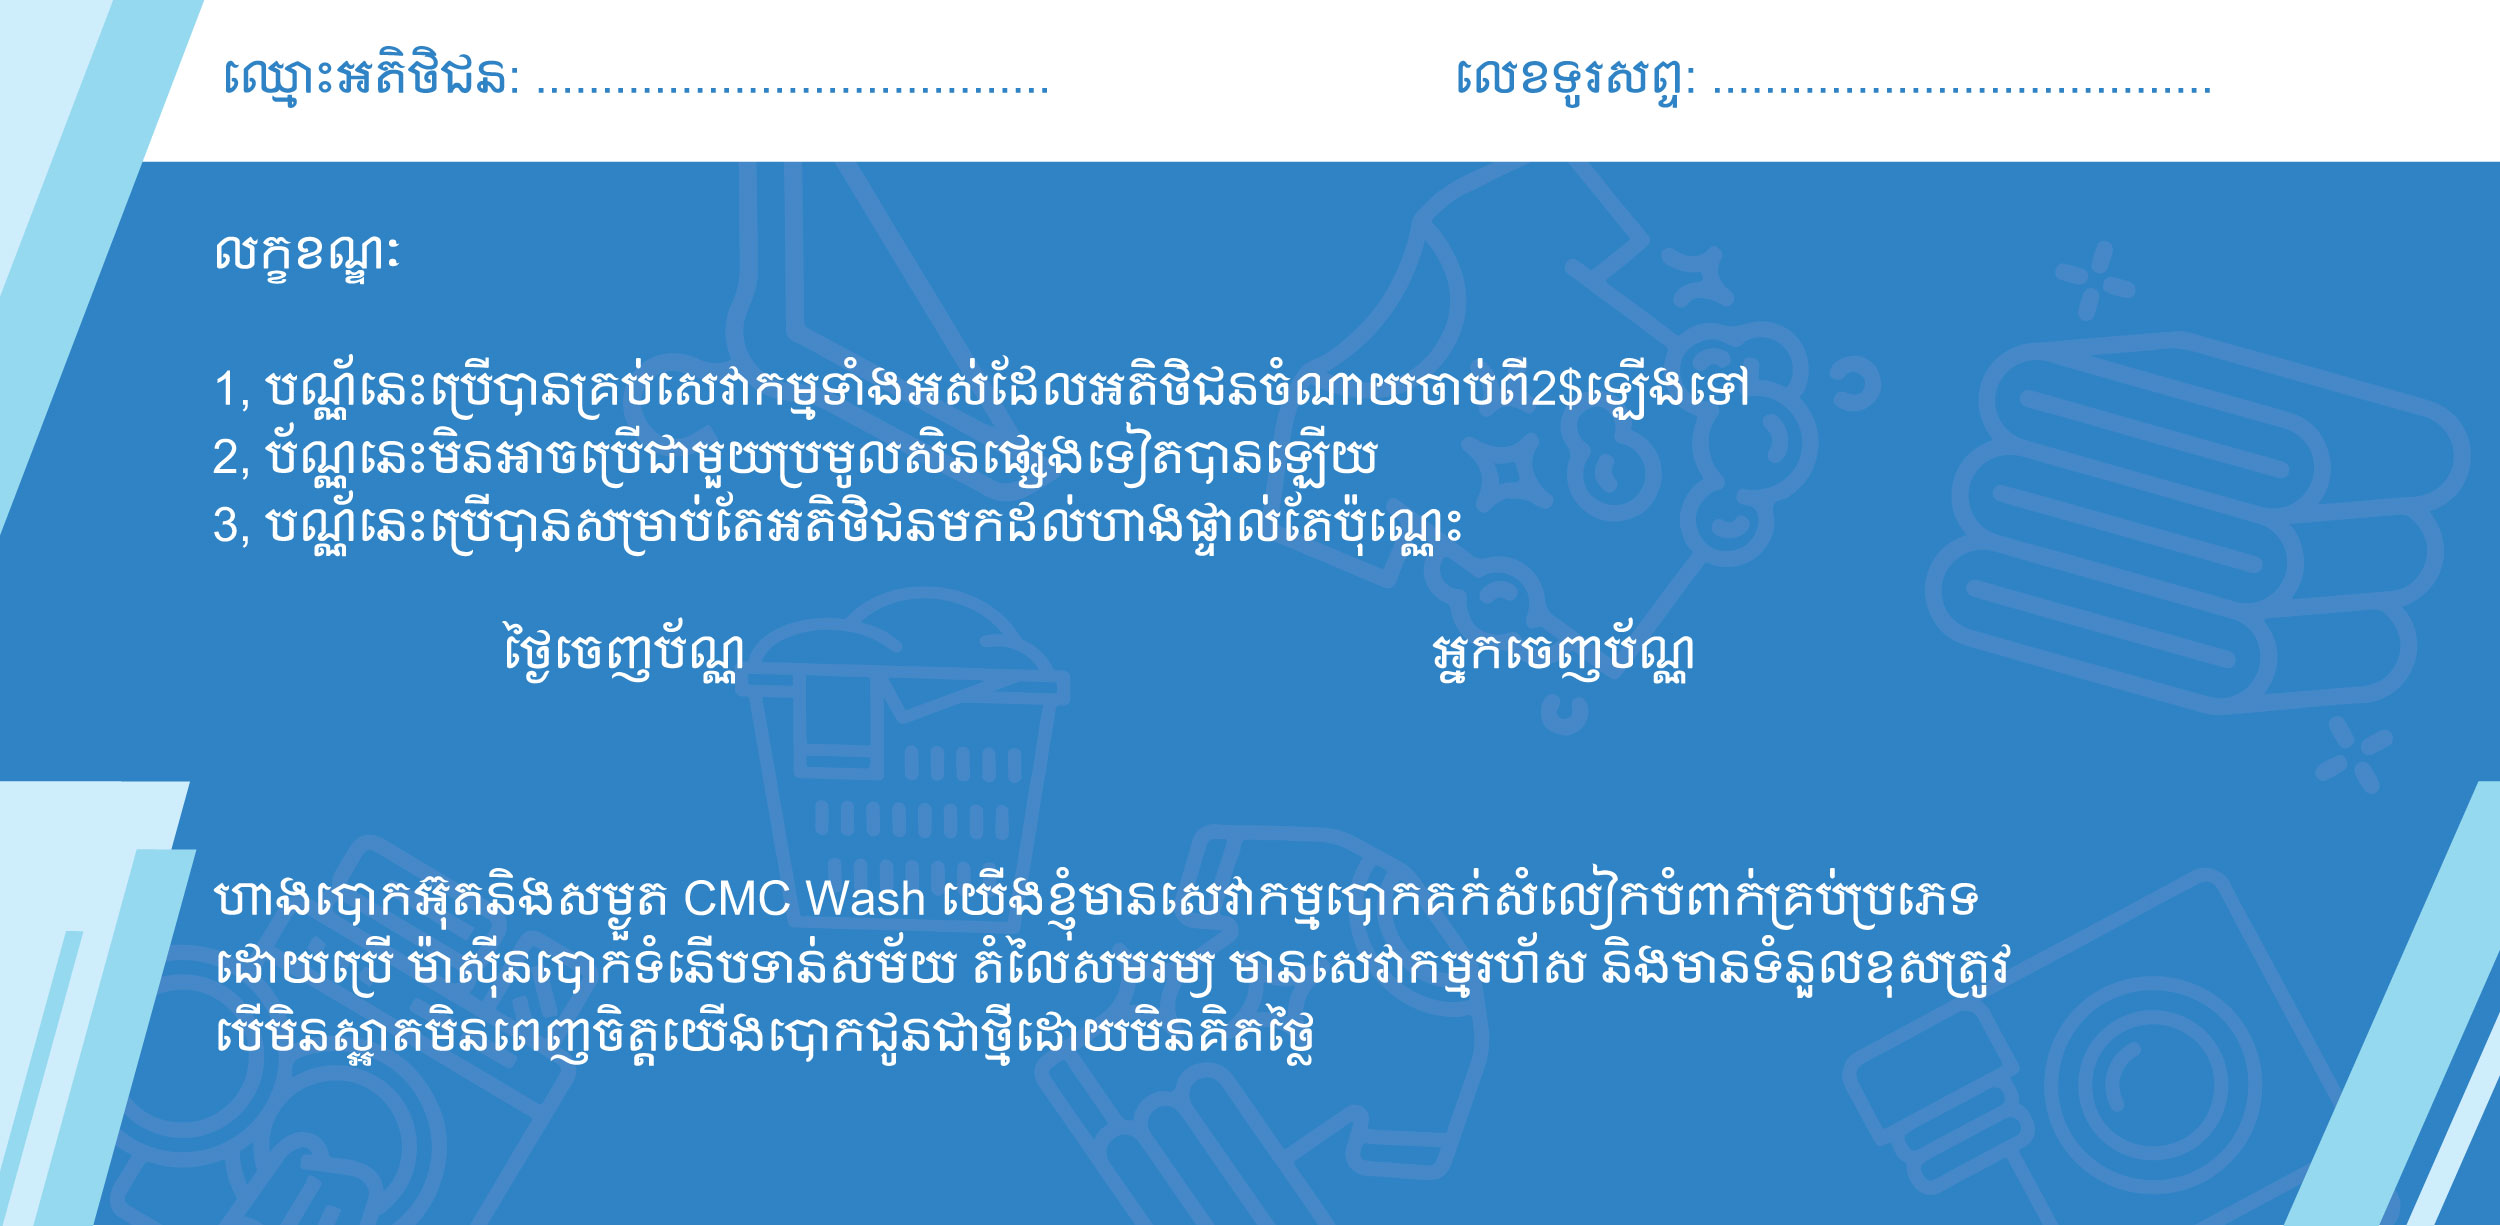 ឈ្មោះអតិថិជន: .......................................
លេខទូរសព្ទ: ......................................
លក្ខខណ្ឌ:
1, បណ្ណ័នេះប្រើបានគ្រប់សេវាកម្មទាំងអស់ដែលអតិថិជនចំណាយចាប់ពី2$ឡើងទៅ
2, ប័ណ្ណនេះមិនអាចប្រើជាមួយប្រមូលសិនផ្សេងទៀតបានឡើយ
3, បណ្ណ័នេះប្រើបានសម្រាប់តែអតិថិជនមកដល់ហាងផ្ទាល់តែប៉ុណ្ណោះ
ថ្ងៃចេញប័ណ្ណ
អ្នកចេញប័ណ្ណ
ហាងបោកអ៊ុតនិងសម្ងួត CMC Wash យើងខ្ញុំមានសេវាកម្មបោកគក់សំលៀកបំពាក់គ្រប់ប្រភេទ
ដោយប្រើ ម៉ាស៊ីនបោកទំនើបទាន់សម័យ តំលៃសមរម្យ មានសេវាកម្មរហ័ស និងមានទំនួលខុសត្រូវ
បើមិនស្អាតមិនពេញចិត្តយើងបោកជូនជាថ្មីដោយមិនគិតថ្លៃ